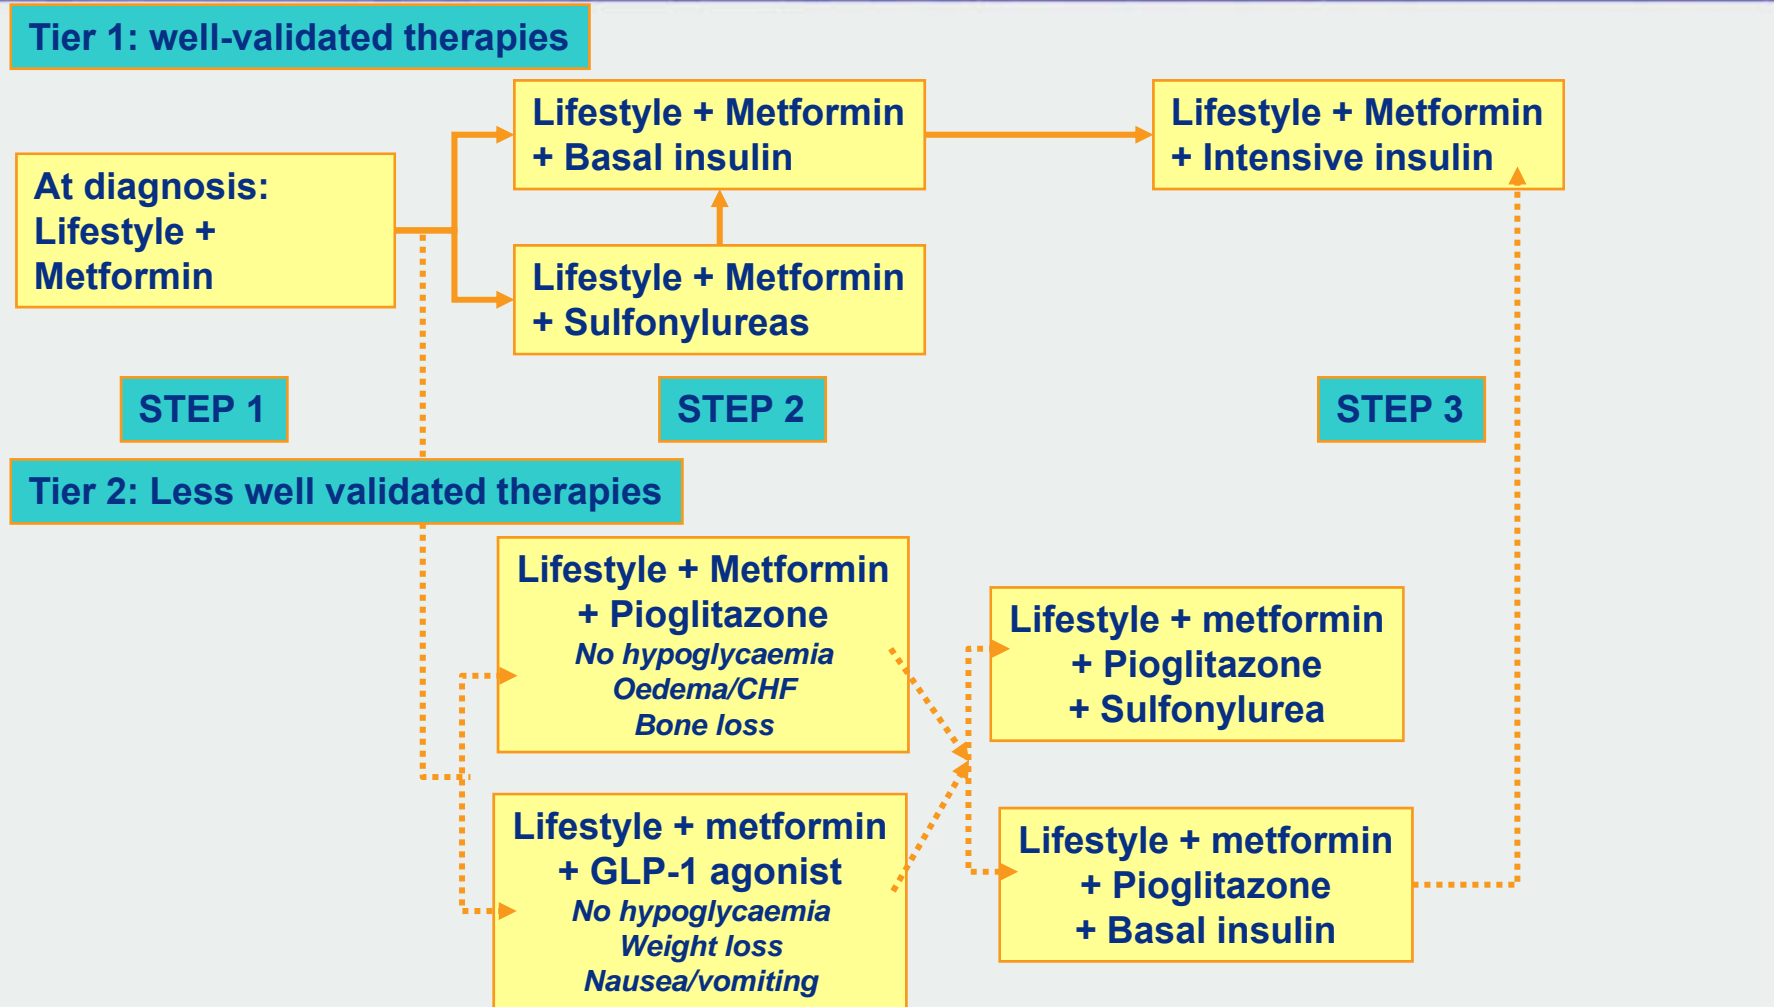 Tier 1: well-validated therapies
At diagnosis:
Lifestyle +
Metformin
Lifestyle + Metformin
+ Basal insulin
Lifestyle + Metformin
+ Sulfonylureas
Lifestyle + Metformin
+ Intensive insulin
STEP 1
STEP 2
STEP 3
Tier 2: Less well validated therapies
Lifestyle + Metformin
+ Pioglitazone
No hypoglycaemia
Oedema/CHF
Bone loss
Lifestyle + metformin
+ GLP-1 agonist
No hypoglycaemia
Weight loss
Nausea/vomiting
Lifestyle + metformin
+ Pioglitazone
+ Sulfonylurea
Lifestyle + metformin
+ Pioglitazone
+ Basal insulin